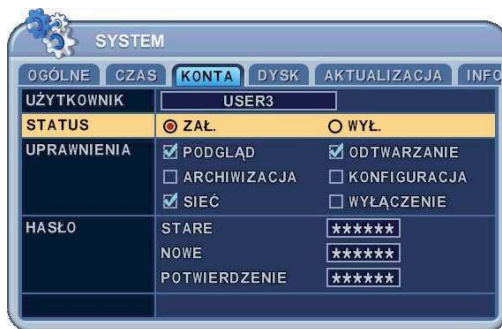 SYSTEM
OGÓLNE CZAS KONTA DYSK AKTUALIZACJA INFO
UŻYTKOWNIK USER3
STATUS ZAŁ. WYŁ.
UPRAWNIENIA PODGLĄD ODTWARZANIE
ARCHIWIZACJA KONFIGURACJA
SIEĆ WYŁĄCZENIE
HASŁO STARE ******
NOWE ******
POTWIERDZENIE ******